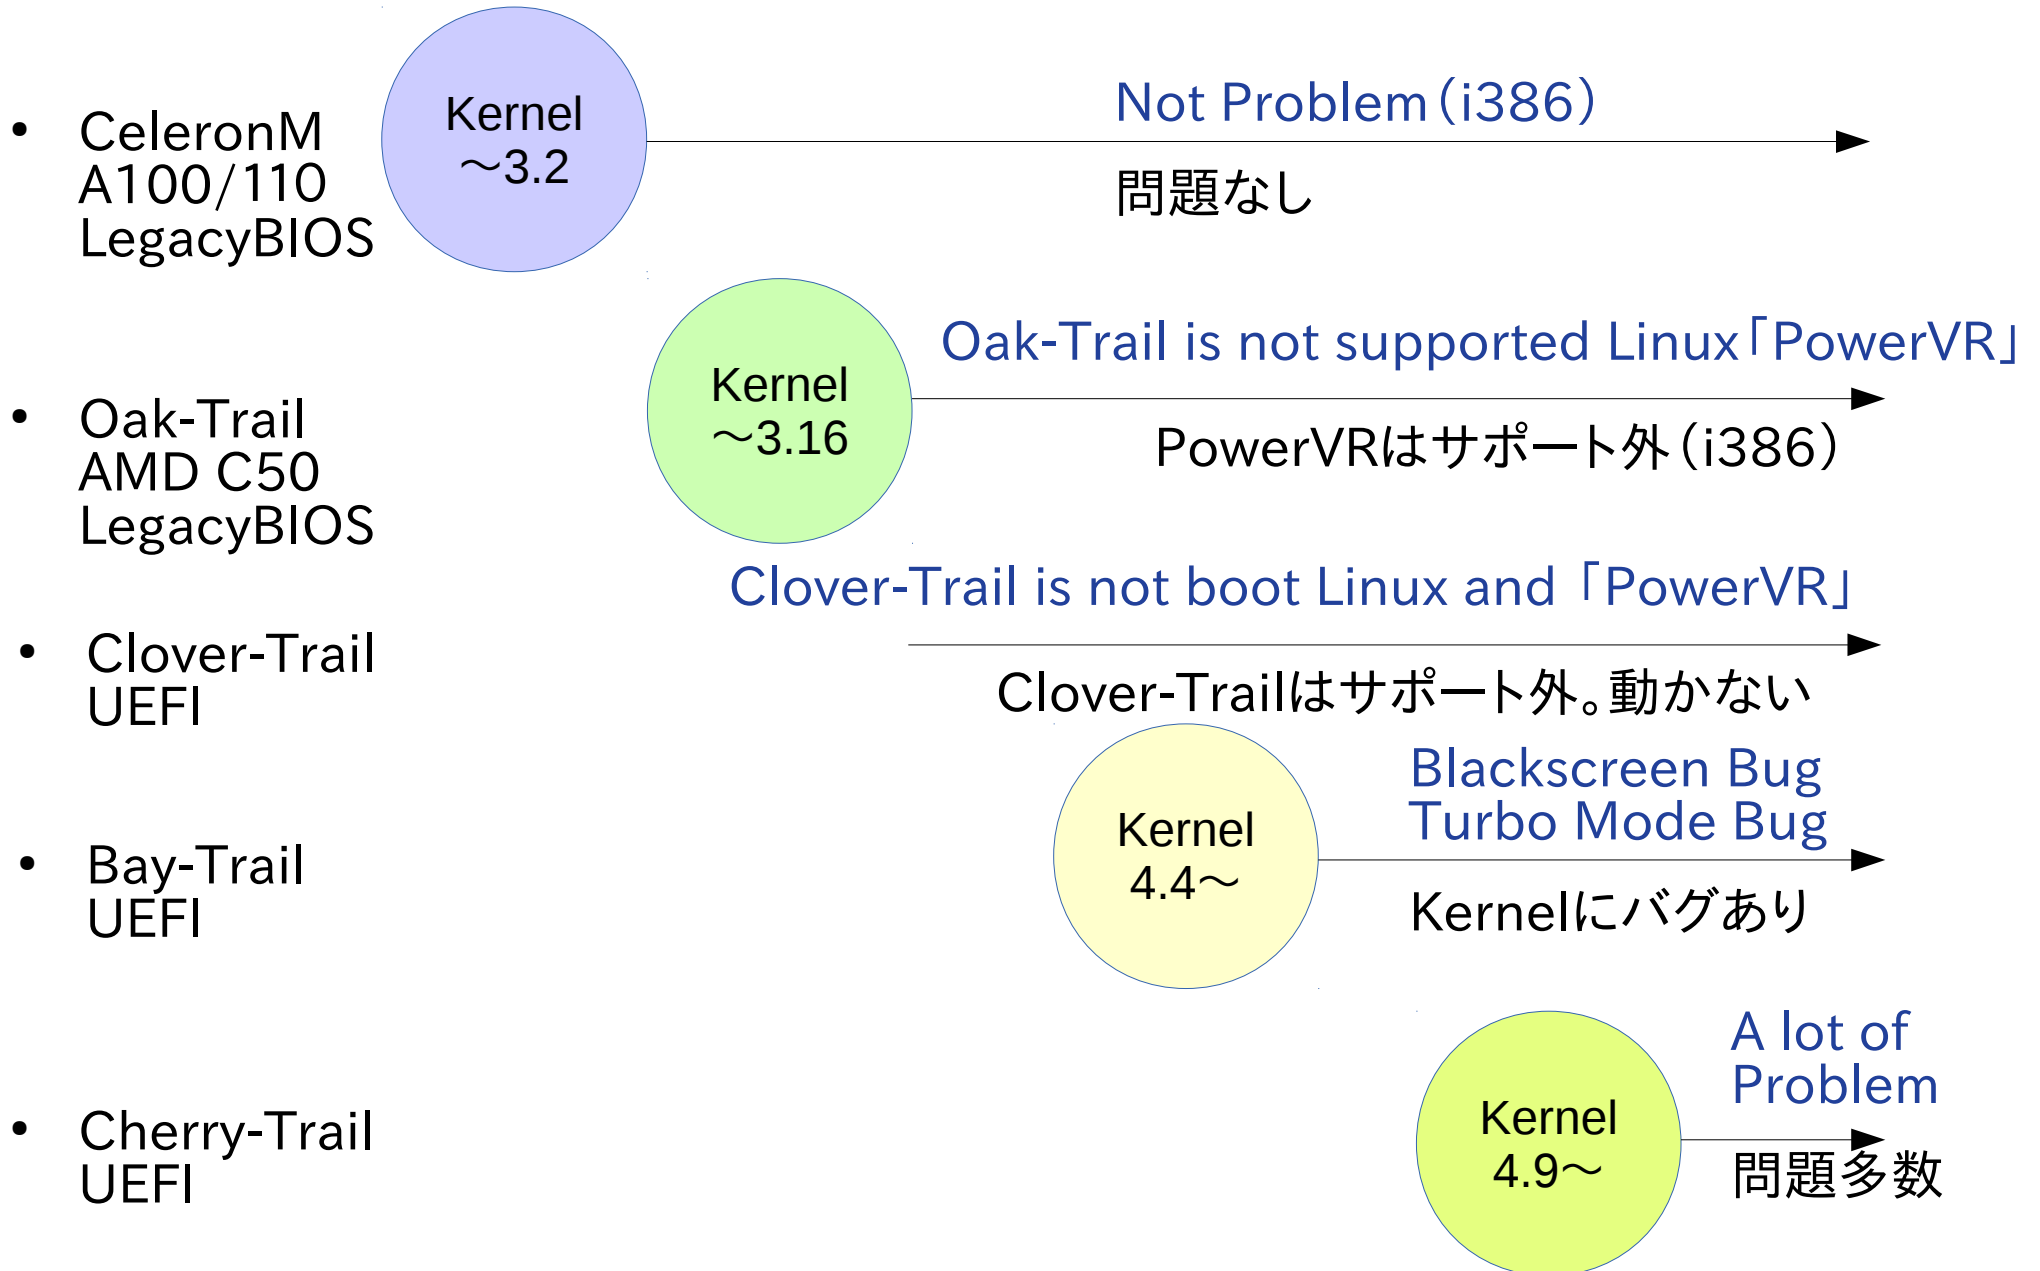 • CeleronM
A100/110
LegacyBIOS
Kernel
～3.2
Not Problem（i386）
問題なし
• Oak-Trail
AMD C50
LegacyBIOS
Kernel
～3.16
Oak-Trail is not supported Linux「PowerVR」
PowerVRはサポート外（i386）
• Clover-Trail
UEFI
Clover-Trail is not boot Linux and 「PowerVR」
Clover-Trailはサポート外。動かない
• Bay-Trail
UEFI
Kernel
4.4～
Blackscreen Bug
Turbo Mode Bug
Kernelにバグあり
• Cherry-Trail
UEFI
Kernel
4.9～
A lot of
Problem
問題多数